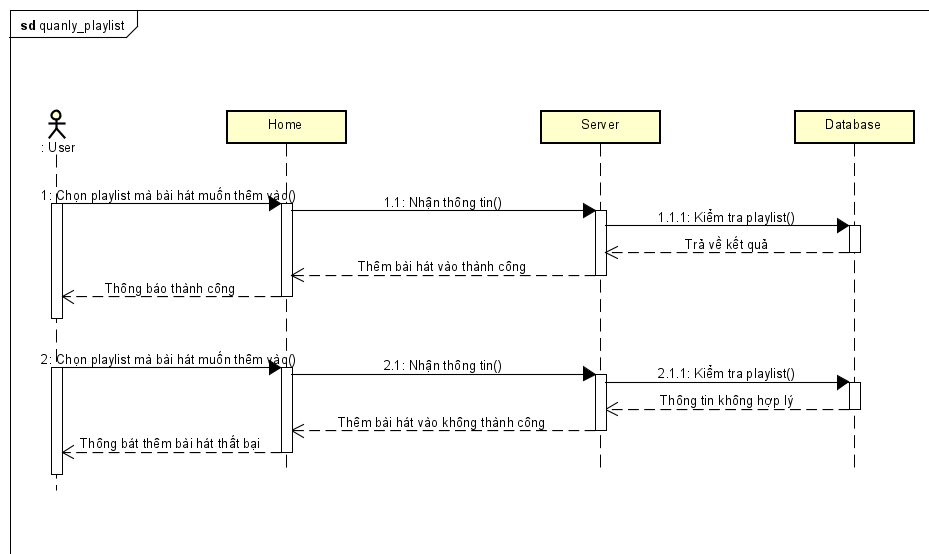 sd quanly_playlist
: User
Home
Server
Database
1: Chọn playlist mà bài hát muốn thêm vào()
1.1: Nhận thông tin()
1.1.1: Kiểm tra playlist()
Trả về kết quả
Thêm bài hát vào thành công
Thông báo thành công
2: Chọn playlist mà bài hát muốn thêm vào()
2.1: Nhận thông tin()
2.1.1: Kiểm tra playlist()
Thông tin không hợp lý
Thêm bài hát vào không thành công
Thông bát thêm bài hát thất bại